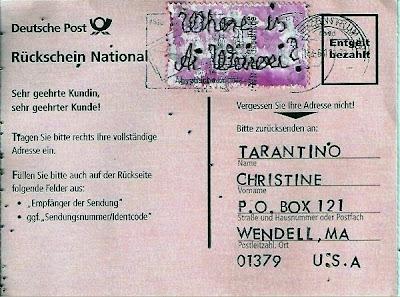 Deutsche Post
Rückschein National
Where is
Ai Weiwei?
Entgelt
bezahlt
Sehr geehrte Kundin,
sehr geehrter Kunde!
Tragen Sie bitte rechts Ihre vollständige
Adresse ein.
Füllen Sie bitte auch auf der Rückseite
folgende Felder aus:
• „Empfänger der Sendung"
• ggf. „Sendungsnummer/Identcode"
Vergessen Sie Ihre Adresse nicht!
Bitte zurücksenden an:
TARANTINO
Name
CHRISTINE
Vorname
P.O. BOX 121
Straße und Hausnummer oder Postfach
WENDELL, MA
Postleitzahl, Ort
01379 U.S.A